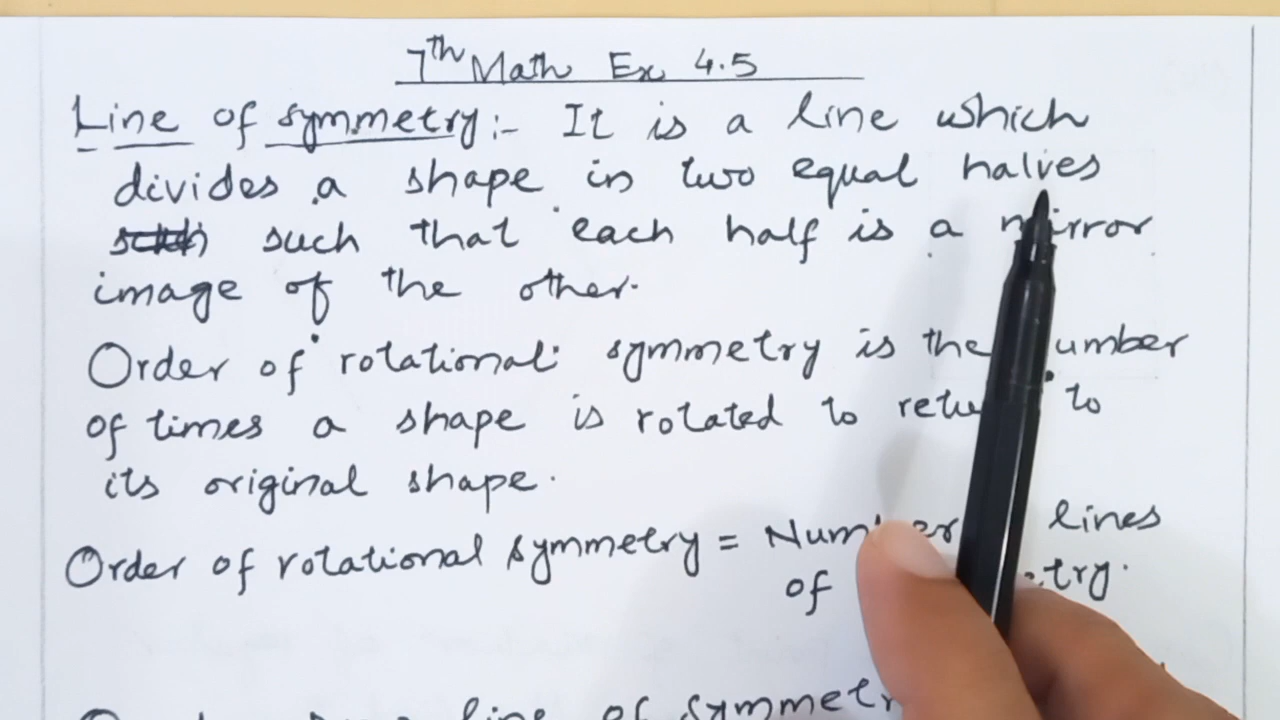 7th Math Ex 4.5
Line of symmetry:- It is a line which
divides a shape in two equal halves
such that each half is a mirror
image of the other.
Order of rotational symmetry is the number
of times a shape is rotated to return to
its original shape.
Order of rotational symmetry = Number lines
of
line of symmetry